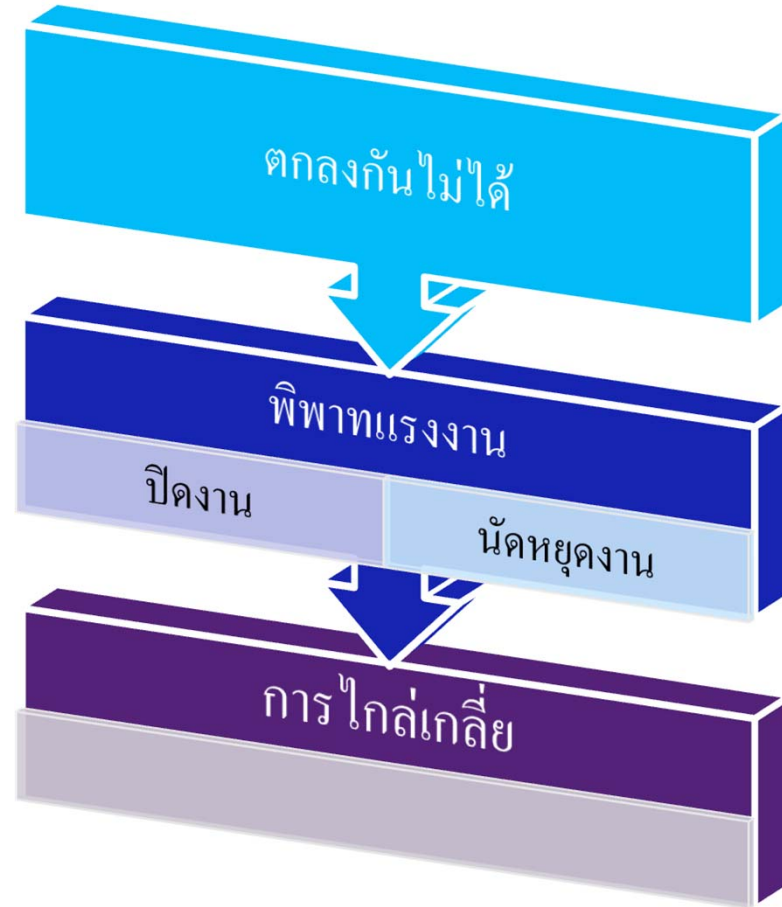 ตกลงกันไม่ได้
พิพาทแรงงาน
ปิดงาน
นัดหยุดงาน
การไกล่เกลี่ย